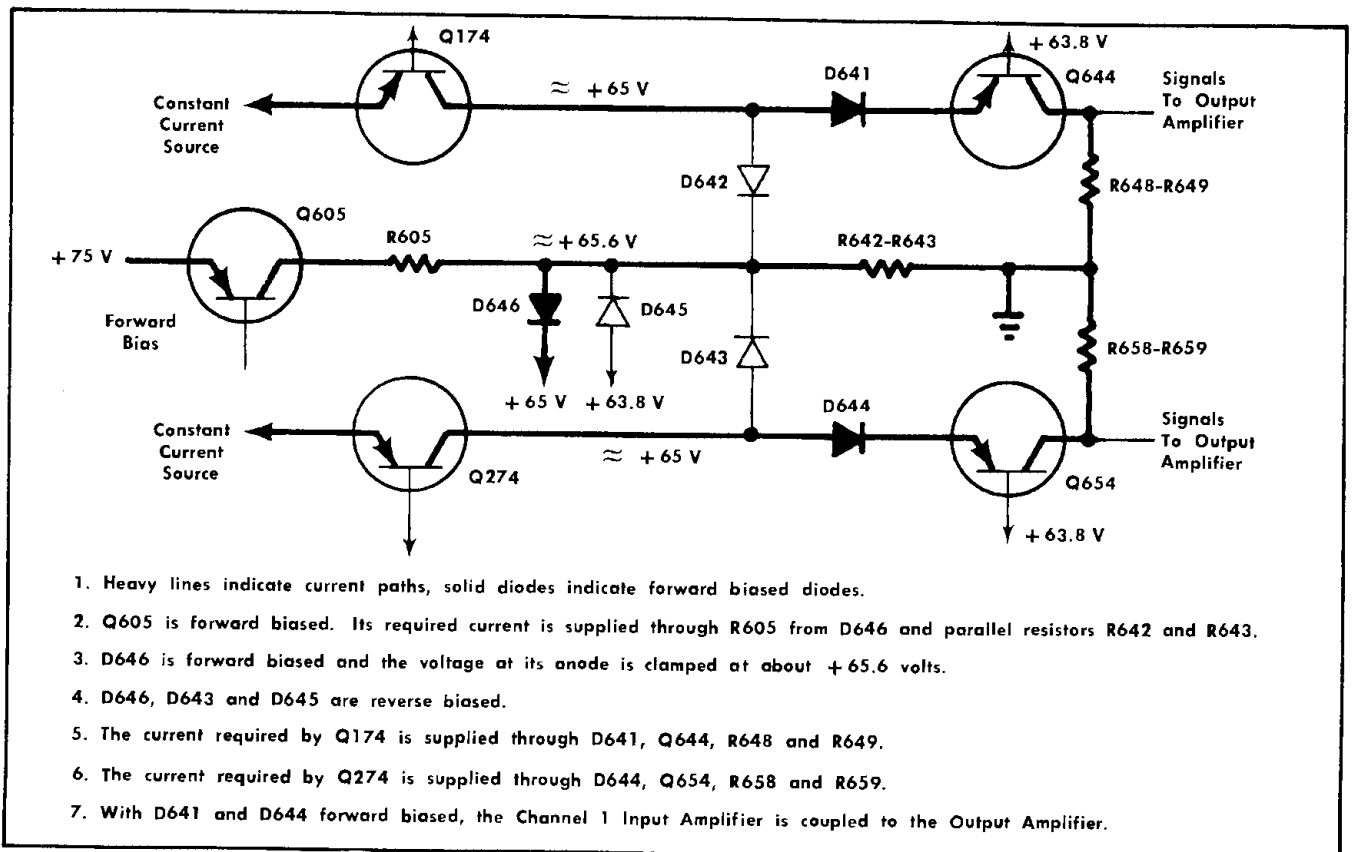 Q174
+ 63.8 V
Q644
D641
Signals
To Output
Amplifier
≈ + 65 V
Constant
Current
Source
D642
R648-R649
Q605
R605
≈ + 65.6 V
R642-R643
+ 75 V
D646
D645
Forward
Bias
D643
R658-R659
+ 65 V
+ 63.8 V
D644
Constant
Current
Source
≈ + 65 V
Signals
To Output
Amplifier
Q274
Q654
+ 63.8 V
1. Heavy lines indicate current paths, solid diodes indicate forward biased diodes.
2. Q605 is forward biased. Its required current is supplied through R605 from D646 and parallel resistors R642 and R643.
3. D646 is forward biased and the voltage at its anode is clamped at about + 65.6 volts.
4. D646, D643 and D645 are reverse biased.
5. The current required by Q174 is supplied through D641, Q644, R648 and R649.
6. The current required by Q274 is supplied through D644, Q654, R658 and R659.
7. With D641 and D644 forward biased, the Channel 1 Input Amplifier is coupled to the Output Amplifier.